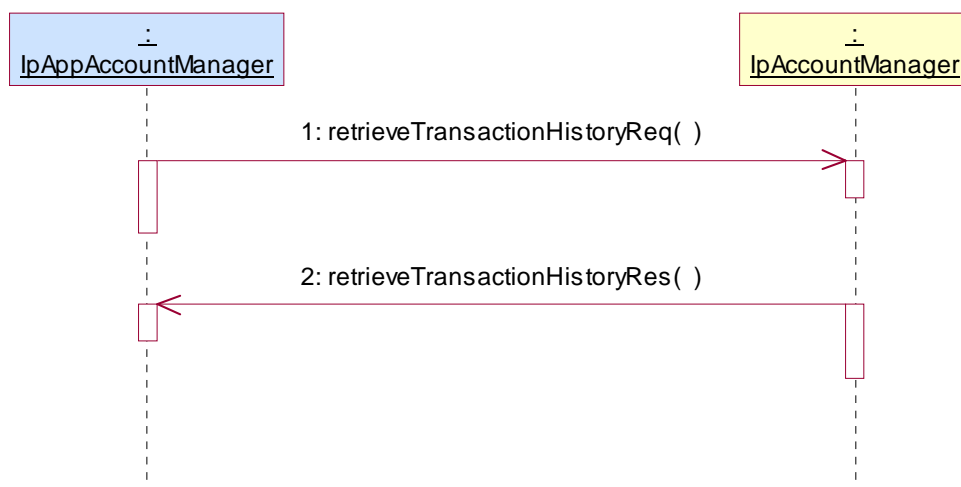 :
IpAppAccountManager
:
IpAccountManager
1: retrieveTransactionHistoryReq( )
2: retrieveTransactionHistoryRes( )